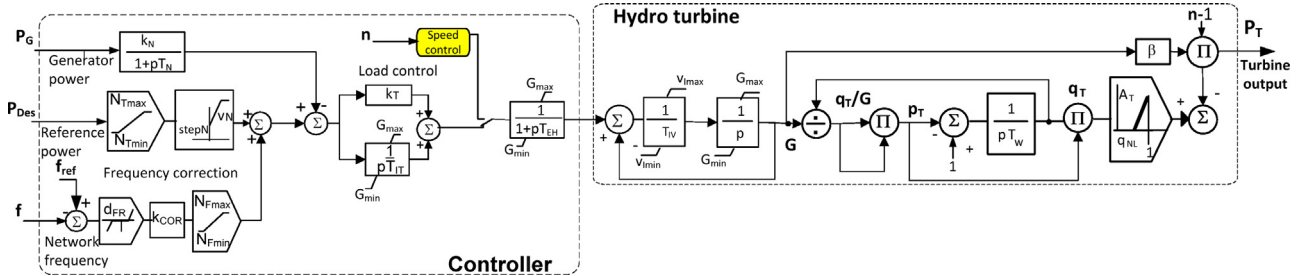 Hydro turbine
P_G
k_N
1+pT_N
Generator
power
n
Speed
control
Load control
k_T
G_max
1
pT_IT
G_min
P_Des
Reference
power
N_Tmax
N_Tmin
stepN
v_N
Σ
+
+
Σ
+
-
Σ
+
+
Frequency correction
f_ref
f
-
+
Σ
Network
frequency
d_FR
k_COR
N_Fmax
N_Fmin
G_max
1
1+pT_EH
G_min
Controller
Σ
+
-
v_Imax
1
T_IV
v_Imin
G_max
1
p
G_min
G
÷
q_T/G
Π
p_T
Σ
-
+
1
1
p T_W
q_T
Π
A_T
q_NL
1
+
-
Σ
β
n-1
Π
P_T
Turbine
output